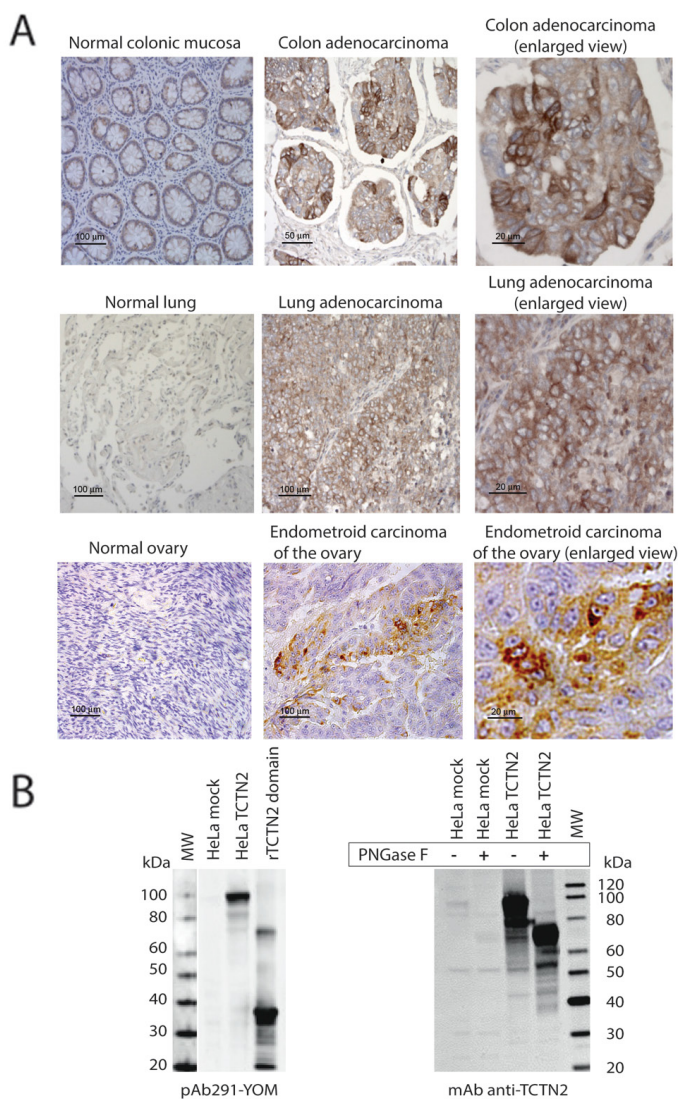 A
Normal colonic mucosa
Colon adenocarcinoma
Colon adenocarcinoma
(enlarged view)
100 μm
50 μm
20 μm
Normal lung
Lung adenocarcinoma
Lung adenocarcinoma
(enlarged view)
100 μm
100 μm
20 μm
Normal ovary
Endometroid carcinoma
of the ovary
Endometroid carcinoma
of the ovary (enlarged view)
100 μm
100 μm
20 μm
B
MW
HeLa mock
HeLa TCTN2
rTCTN2 domain
kDa
100
80
60
50
40
30
20
pAb291-YOM
HeLa mock
HeLa mock
HeLa TCTN2
HeLa TCTN2
MW
PNGase F - + - +
kDa
120
100
80
60
50
40
30
20
mAb anti-TCTN2